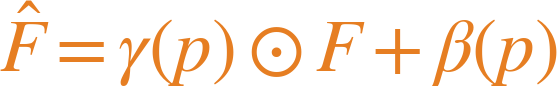 F̂ = γ(p) ⊙ F + β(p)